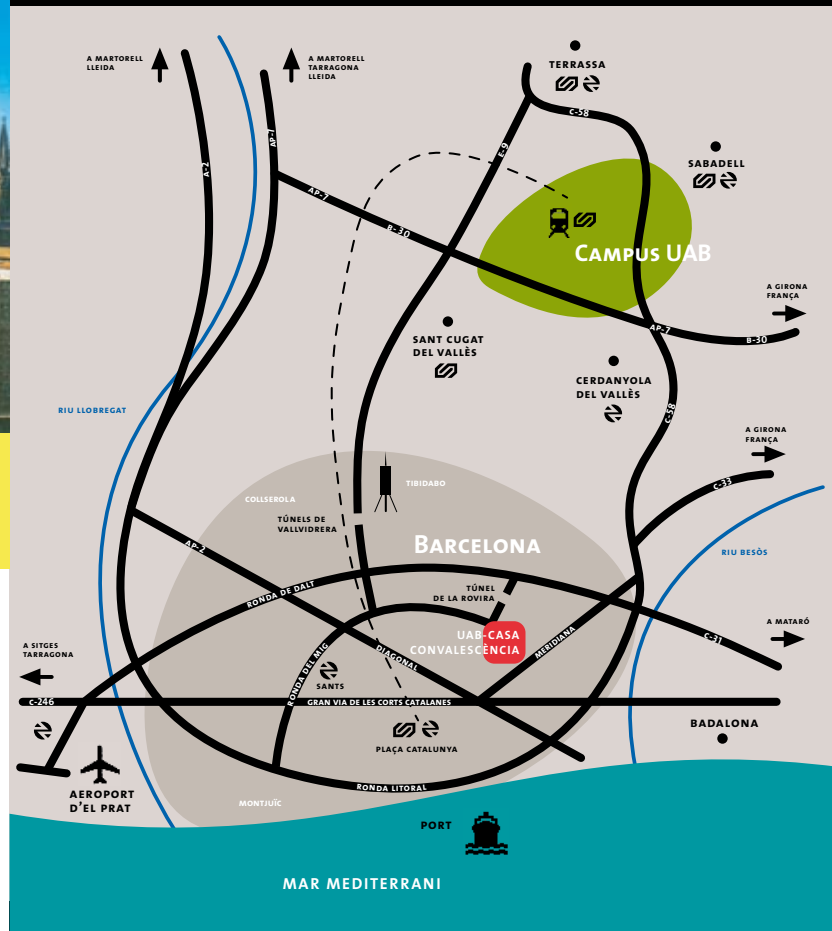 A MARTORELL
LLEIDA
A MARTORELL
TARRAGONA
LLEIDA
TERRASSA
C-58
SABADELL
A-2
AP-7
E-9
AP-7
B-30
CAMPUS UAB
A GIRONA
FRANÇA
SANT CUGAT
DEL VALLÈS
AP-7
B-30
CERDANYOLA
DEL VALLÈS
C-58
RIU LLOBREGAT
A GIRONA
FRANÇA
C-33
COLLSEROLA
TIBIDABO
TÚNELS DE
VALLVIDRERA
AP-2
BARCELONA
RIU BESÒS
RONDA DE DALT
TÚNEL
DE LA ROVIRA
A MATARÓ
C-31
UAB-CASA
CONVALESCÈNCIA
MERIDIANA
A SITGES
TARRAGONA
RONDA DEL MIG
DIAGONAL
SANTS
C-246
GRAN VIA DE LES CORTS CATALANES
BADALONA
PLAÇA CATALUNYA
AEROPORT
D'EL PRAT
RONDA LITORAL
MONTJUÏC
PORT
MAR MEDITERRANI